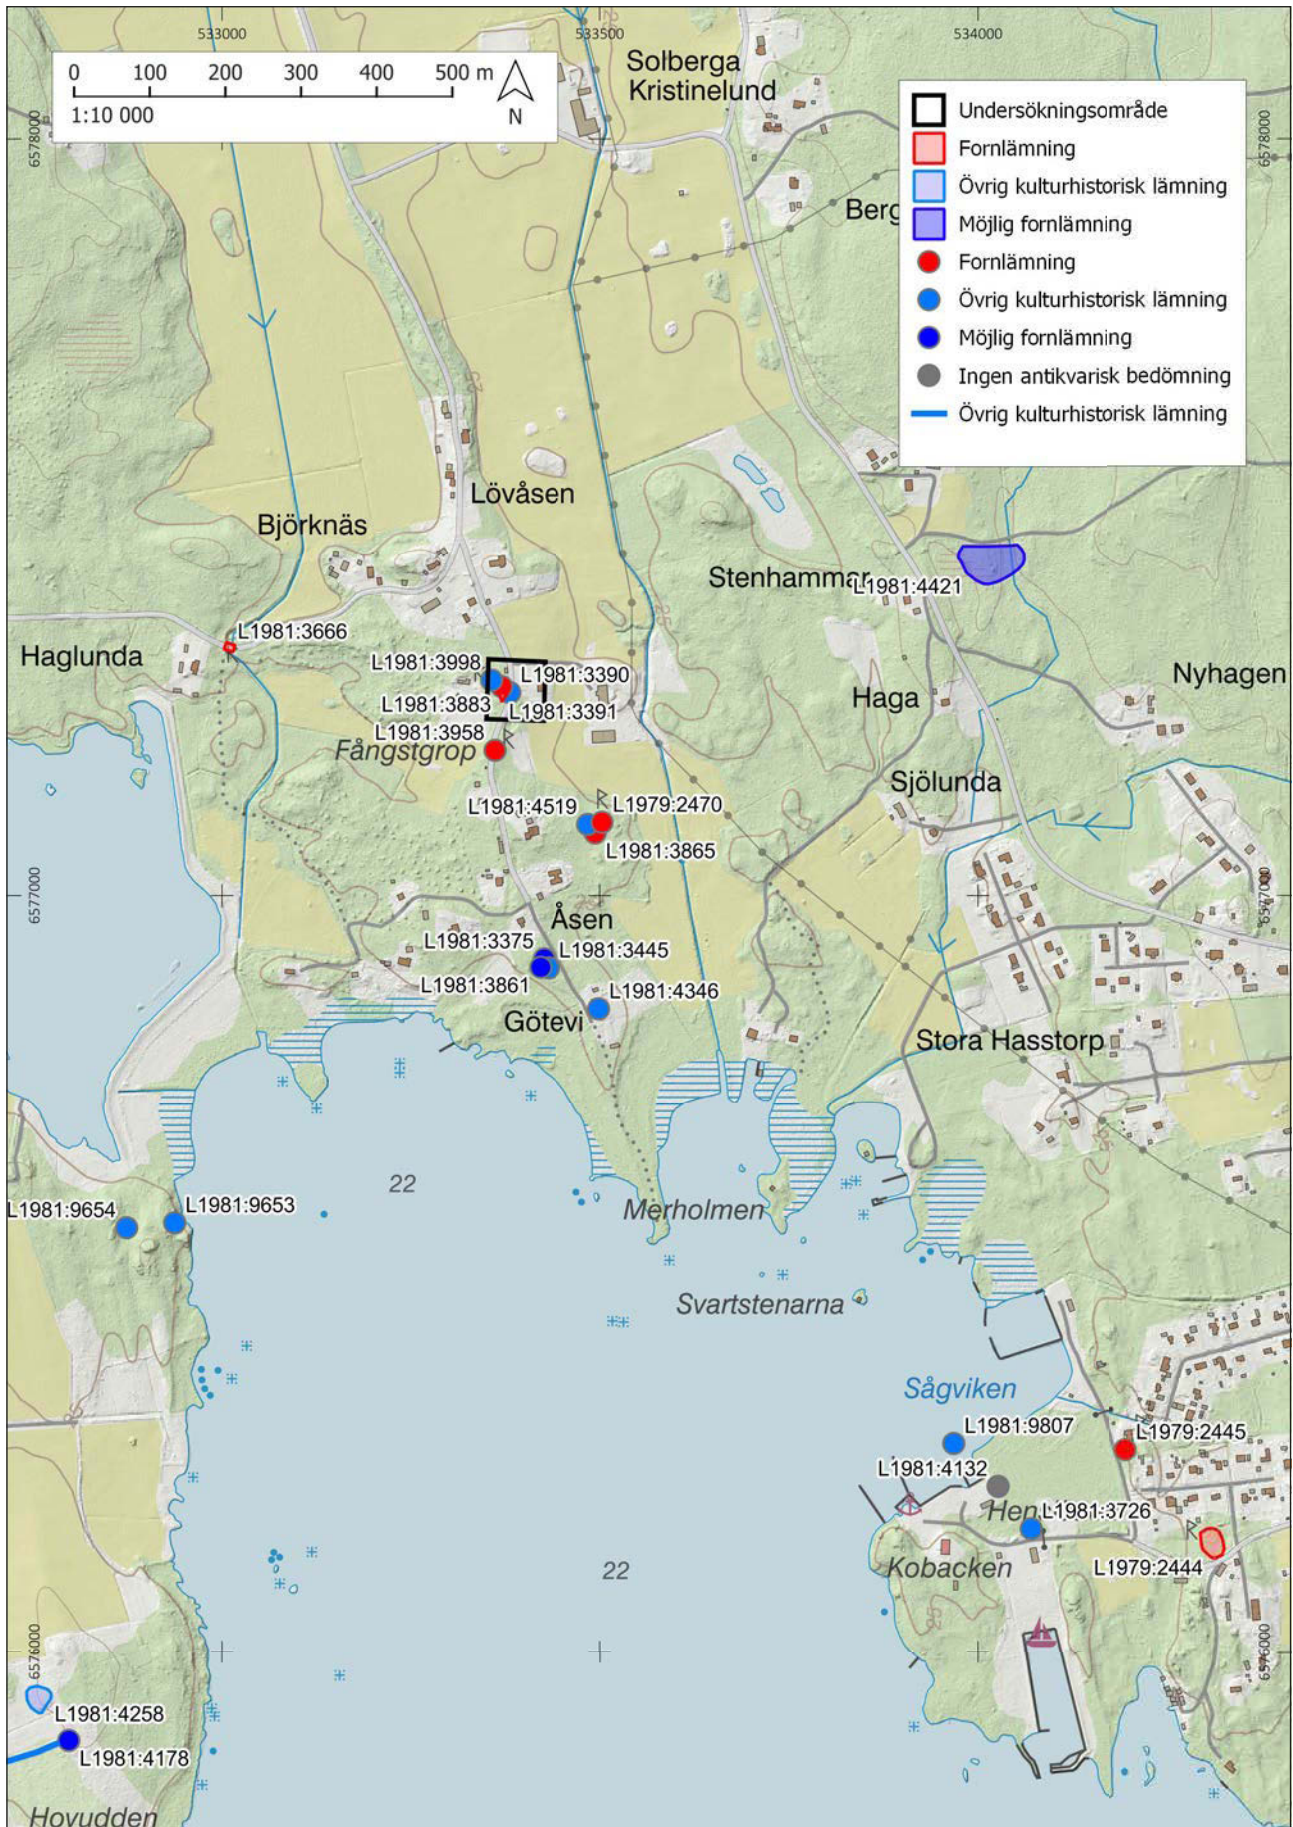 533000
533500
534000
0 100 200 300 400 500 m
1:10 000
N
Solberga
Kristinelund
Undersökningsområde
Fornlämning
Övrig kulturhistorisk lämning
Möjlig fornlämning
Fornlämning
Övrig kulturhistorisk lämning
Möjlig fornlämning
Ingen antikvarisk bedömning
Övrig kulturhistorisk lämning
6578000
6578000
Berg
25
Lövåsen
Björknäs
Stenhammar
L1981:4421
25
L1981:3666
Haglunda
L1981:3998
L1981:3390
L1981:3883
L1981:3391
L1981:3958
R
Fångstgrop
Nyhagen
Haga
Sjölunda
L1981:4519
R
L1979:2470
L1981:3865
6577000
6577000
Åsen
L1981:3375
L1981:3445
L1981:3861
L1981:4346
Götevi
Stora Hasstorp
25
22
L1981:9654
L1981:9653
Merholmen
Svartstenarna
Sågviken
L1981:9807
L1979:2445
L1981:4132
L1981:3726
R
L1979:2444
Kobacken
22
25
6576000
6576000
L1981:4258
L1981:4178
Hovudden